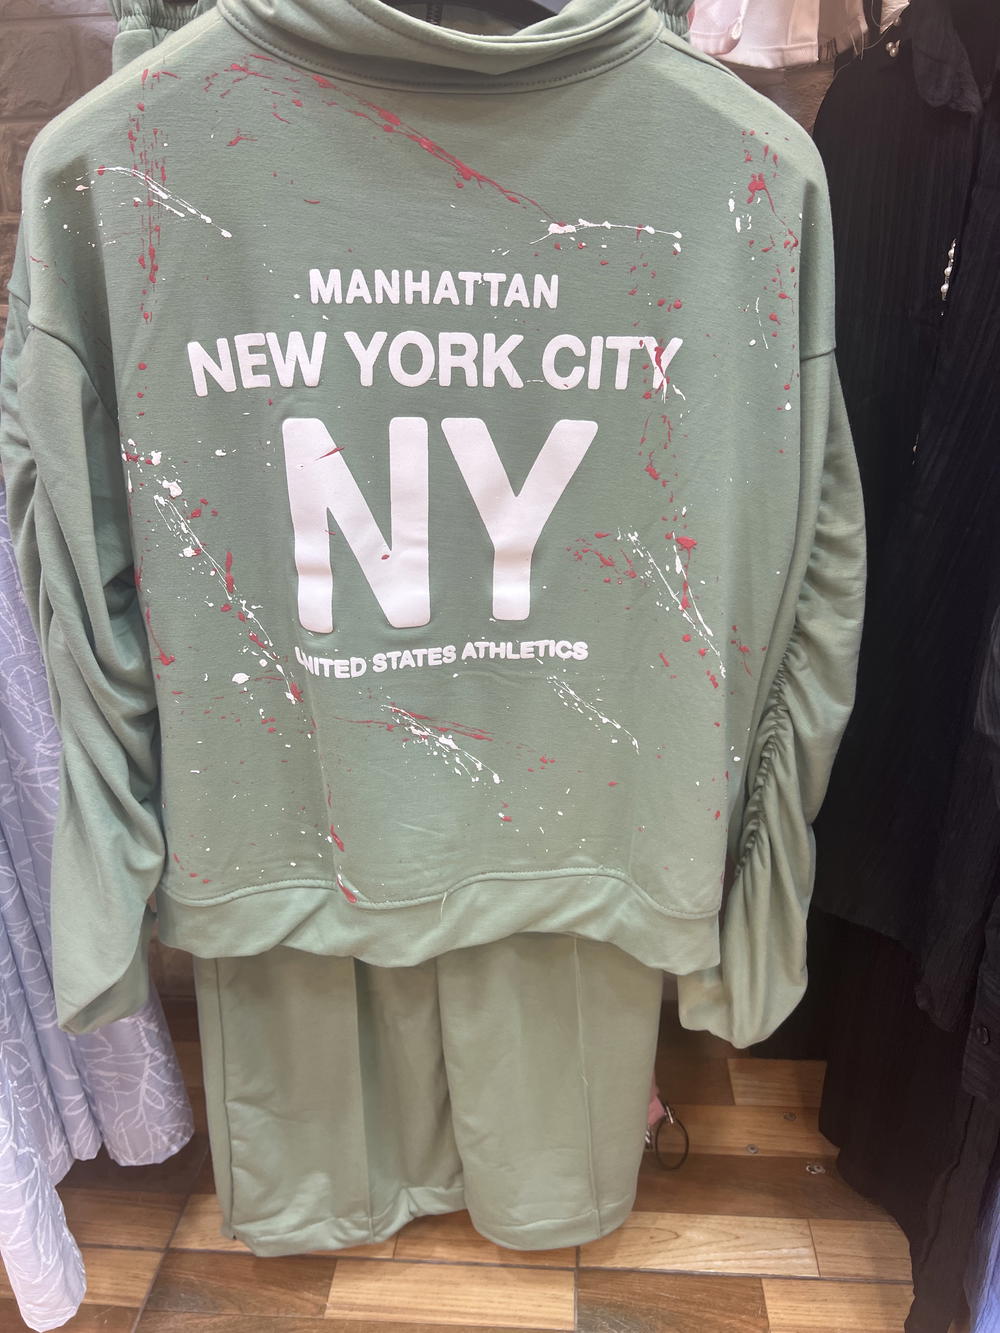 MANHATTAN
NEW YORK CITY
NY
UNITED STATES ATHLETICS